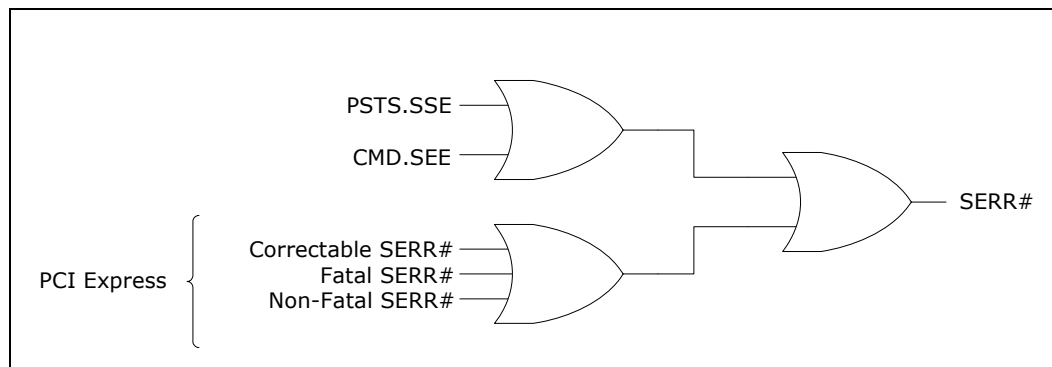 PSTS.SSE
CMD.SEE
SERR#
PCI Express
Correctable SERR#
Fatal SERR#
Non-Fatal SERR#